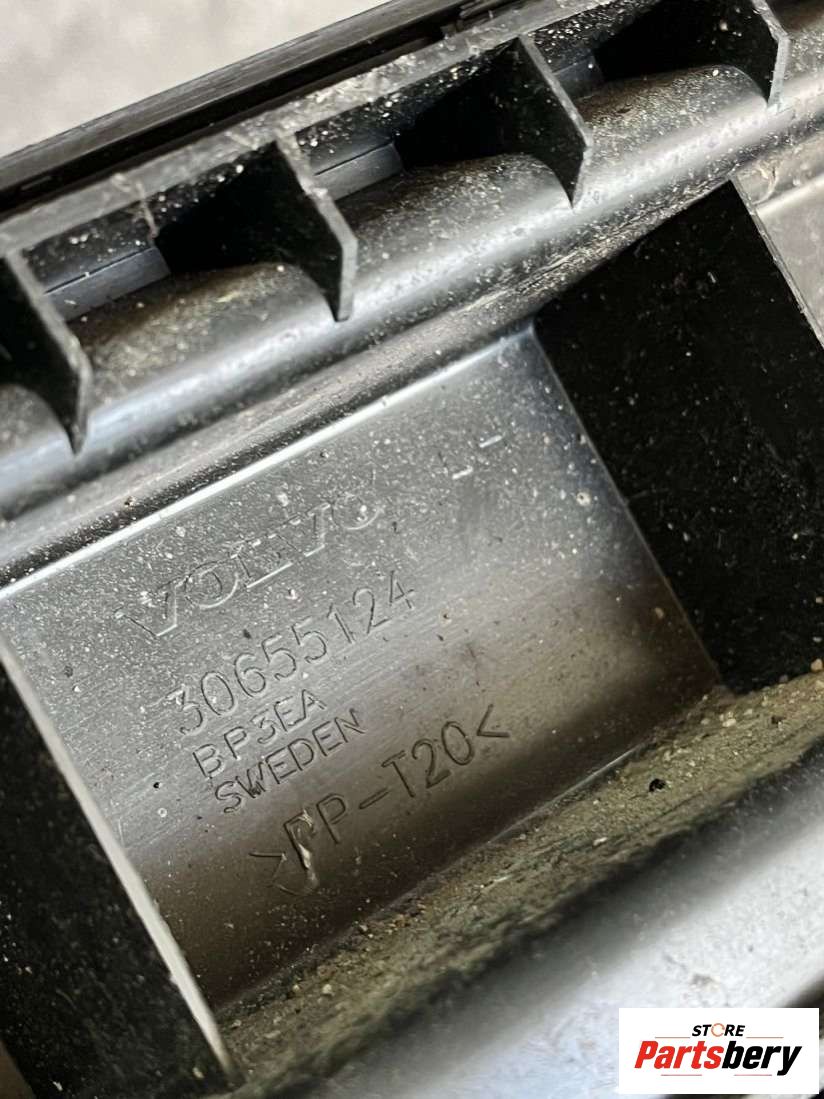 VOLVO
30655124
BP3EA
SWEDEN
>PP-T20<
STORE
Partsbery